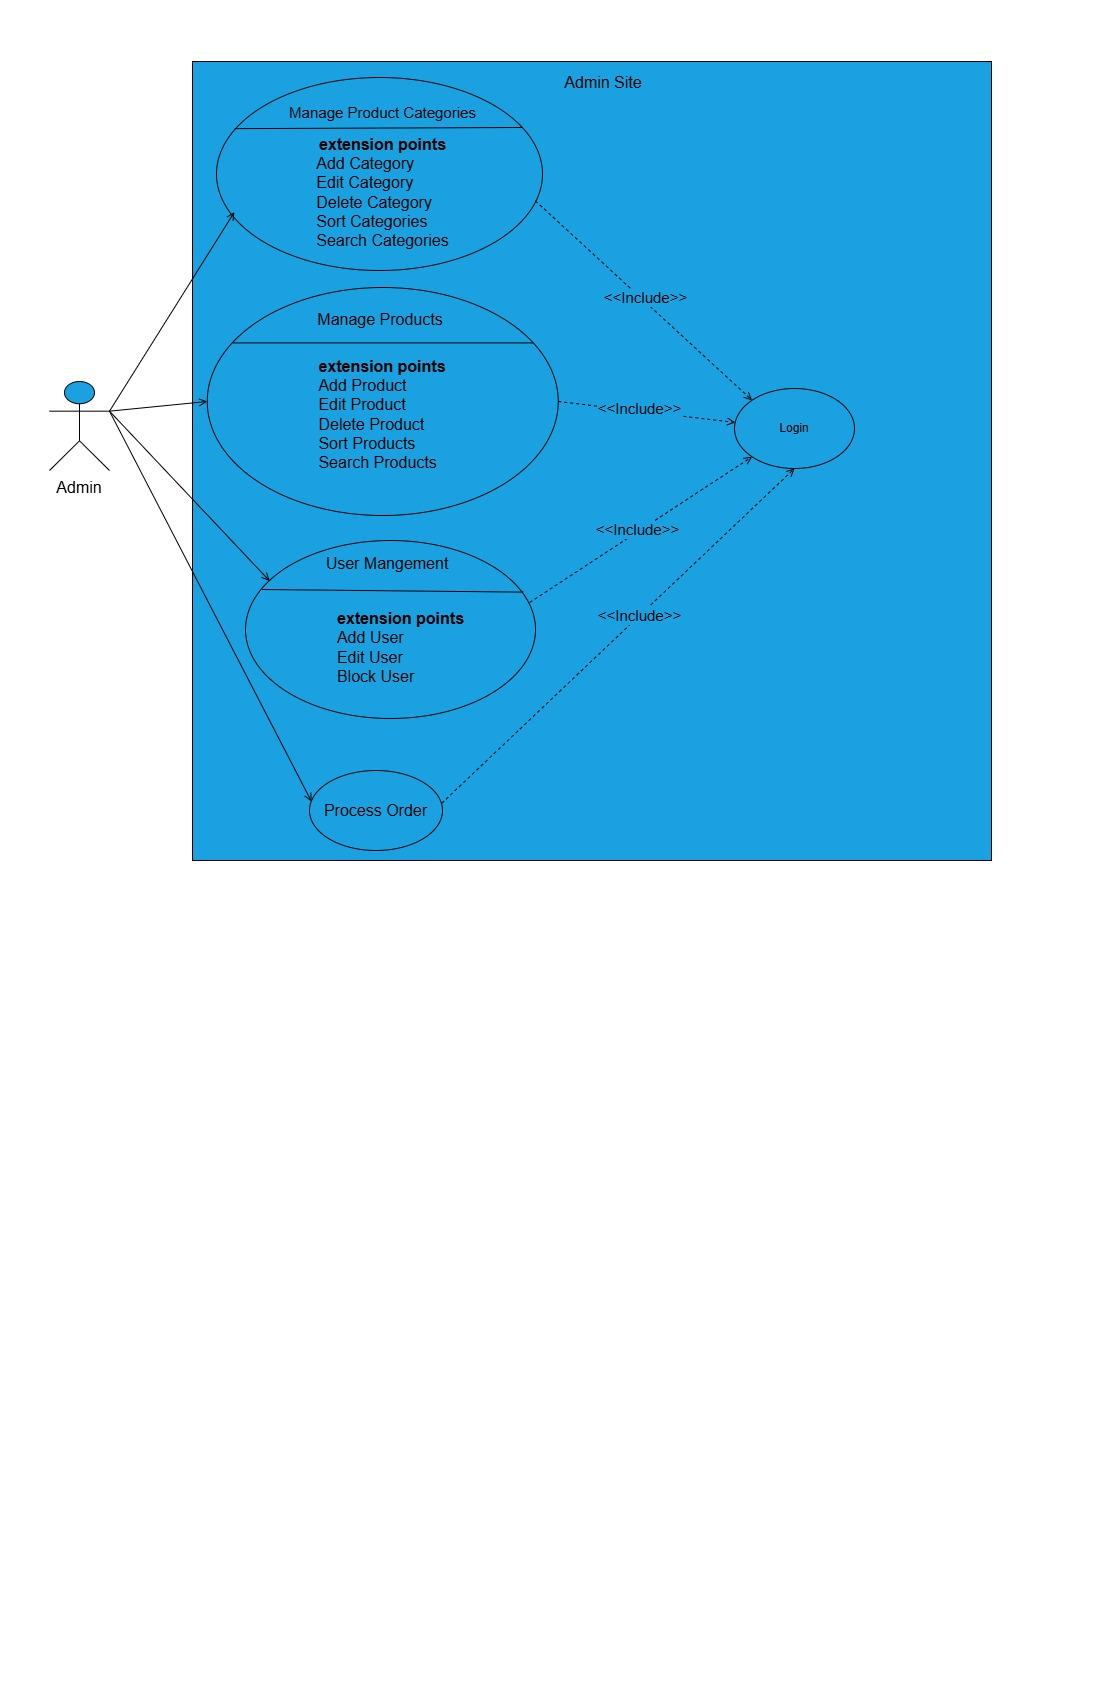 Admin Site
Manage Product Categories
extension points
Add Category
Edit Category
Delete Category
Sort Categories
Search Categories
<<Include>>
Manage Products
extension points
Add Product
Edit Product
Delete Product
Sort Products
Search Products
<<Include>>
Login
Admin
<<Include>>
User Mangement
extension points
Add User
Edit User
Block User
<<Include>>
Process Order